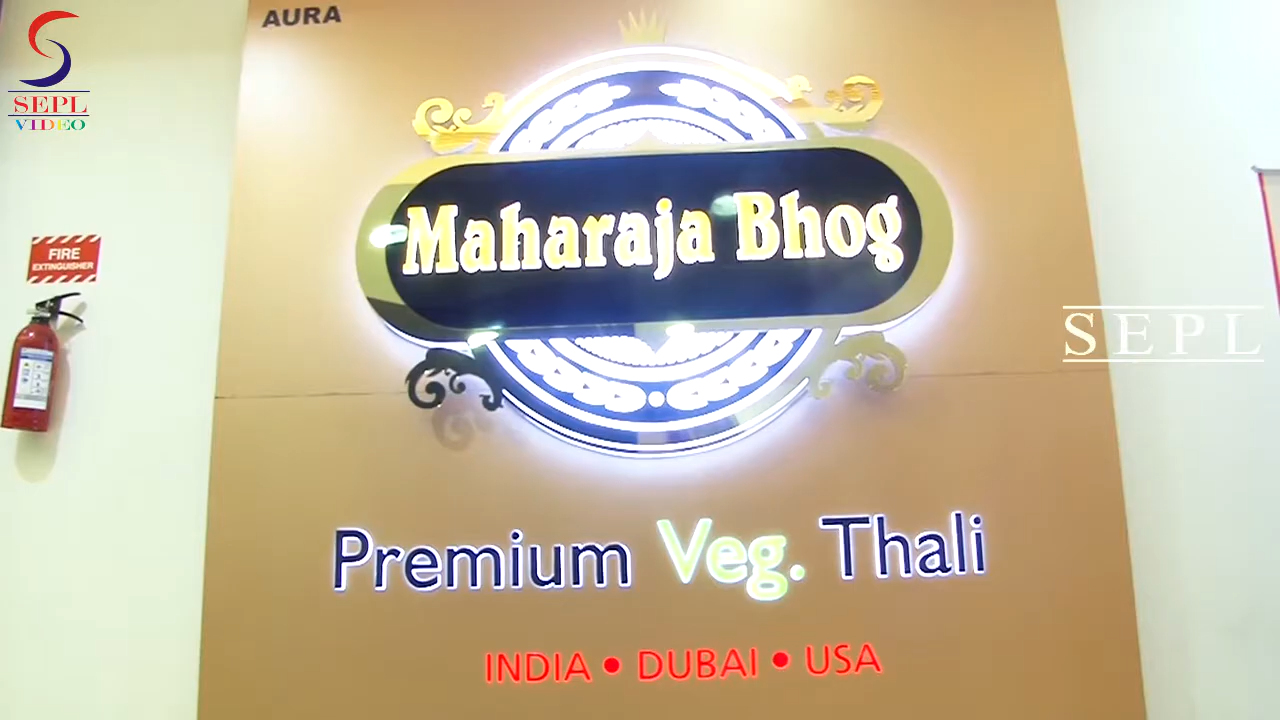 AURA
SEPL
VIDEO
Maharaja Bhog
FIRE
EXTINGUISHER
SEPL
Premium Veg. Thali
INDIA • DUBAI • USA